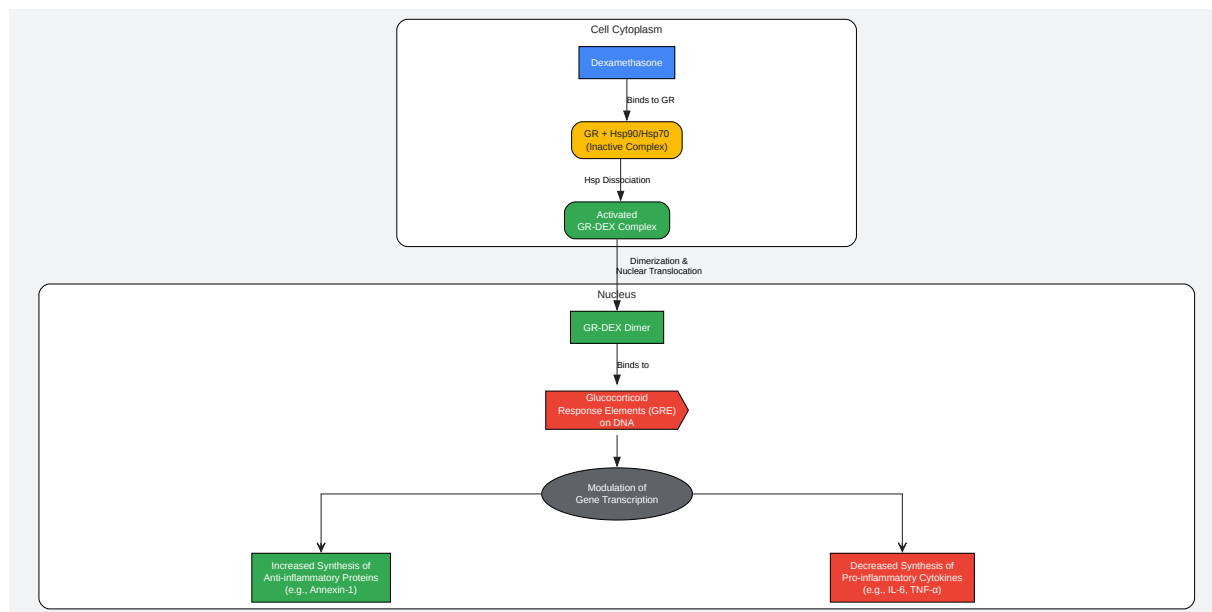 Cell Cytoplasm
Dexamethasone
Binds to GR
GR + Hsp90/Hsp70
(Inactive Complex)
Hsp Dissociation
Activated
GR-DEX Complex
Dimerization &
Nuclear Translocation
Nucleus
GR-DEX Dimer
Binds to
Glucocorticoid
Response Elements (GRE)
on DNA
Modulation of
Gene Transcription
Increased Synthesis of
Anti-inflammatory Proteins
(e.g., Annexin-1)
Decreased Synthesis of
Pro-inflammatory Cytokines
(e.g., IL-6, TNF-α)